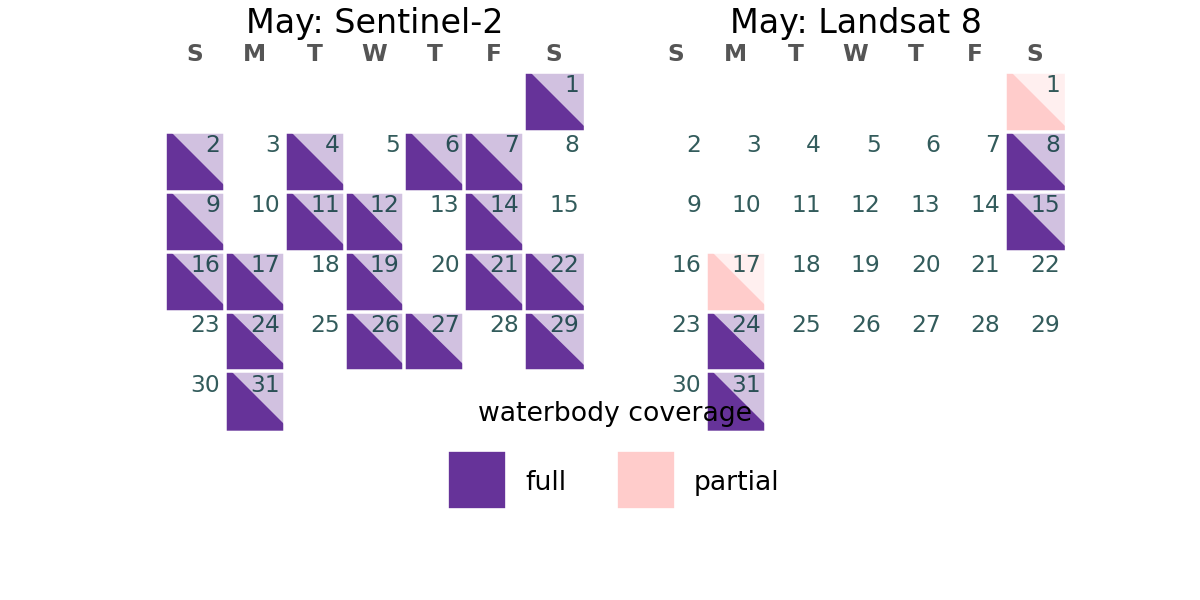 May: Sentinel-2
S M T W T F S
1
2 3 4 5 6 7 8
9 10 11 12 13 14 15
16 17 18 19 20 21 22
23 24 25 26 27 28 29
30 31
May: Landsat 8
S M T W T F S
1
2 3 4 5 6 7 8
9 10 11 12 13 14 15
16 17 18 19 20 21 22
23 24 25 26 27 28 29
30 31
waterbody coverage
full partial